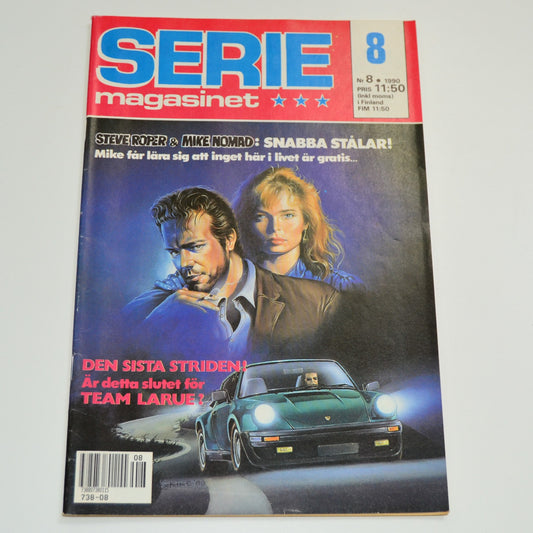 SERIE
magasinet
8
Nr 8 • 1990
PRIS 11:50
(inkl moms)
i Finland
FIM 11:50
STEVE ROPER & MIKE NOMAD: SNABBA STÅLAR!
Mike får lära sig att inget här i livet är gratis...
DEN SISTA STRIDEN!
Är detta slutet för
TEAM LARUE?
08
738-08